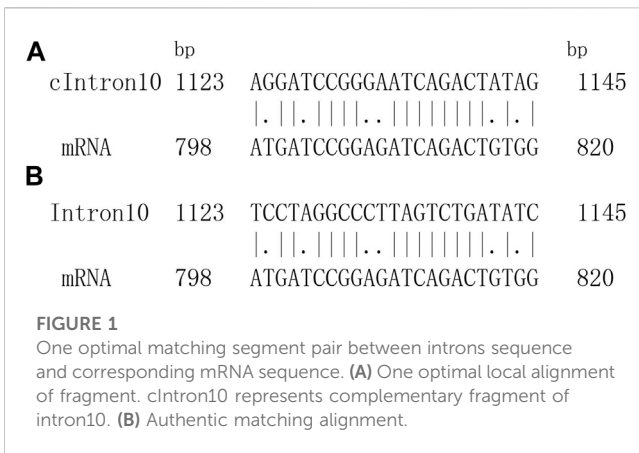 A bp bp
cIntron10 1123 AGGATCCGGGAATCAGACTATAG 1145
|.||.||||..||||||||.|.|
mRNA 798 ATGATCCGGAGATCAGACTGTGG 820
B
Intron10 1123 TCCTAGGCCCTTAGTCTGATATC 1145
|.||.||||..||||||||.|.|
mRNA 798 ATGATCCGGAGATCAGACTGTGG 820
FIGURE 1
One optimal matching segment pair between introns sequence
and corresponding mRNA sequence. (A) One optimal local alignment
of fragment. cIntron10 represents complementary fragment of
intron10. (B) Authentic matching alignment.